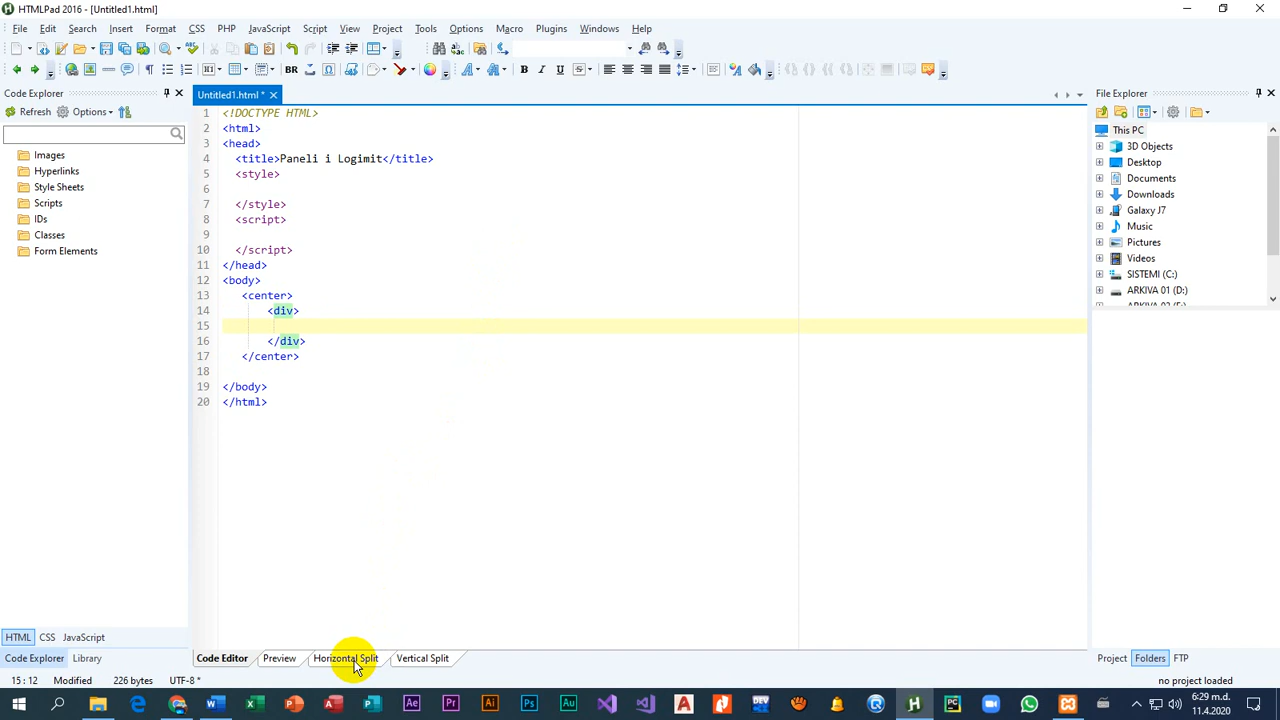 HTMLPad 2016 - [Untitled1.html]
File Edit Search Insert Format CSS PHP JavaScript Script View Project Tools Options Macro Plugins Windows Help
BR B I U S
Code Explorer
Untitled1.html *
File Explorer
Refresh Options
Images
Hyperlinks
Style Sheets
Scripts
IDs
Classes
Form Elements
1 <!DOCTYPE HTML>
2 <html>
3 <head>
4 <title>Paneli i Logimit</title>
5 <style>
6
7 </style>
8 <script>
9
10 </script>
11 </head>
12 <body>
13 <center>
14 <div>
15
16 </div>
17 </center>
18
19 </body>
20 </html>
This PC
3D Objects
Desktop
Documents
Downloads
Galaxy J7
Music
Pictures
Videos
SISTEMI (C:)
ARKIVA 01 (D:)
HTML CSS JavaScript
Code Explorer Library
Code Editor Preview Horizontal Split Vertical Split
Project Folders FTP
15 : 12 Modified 226 bytes UTF-8 *
no project loaded
6:29 m.d.
11.4.2020